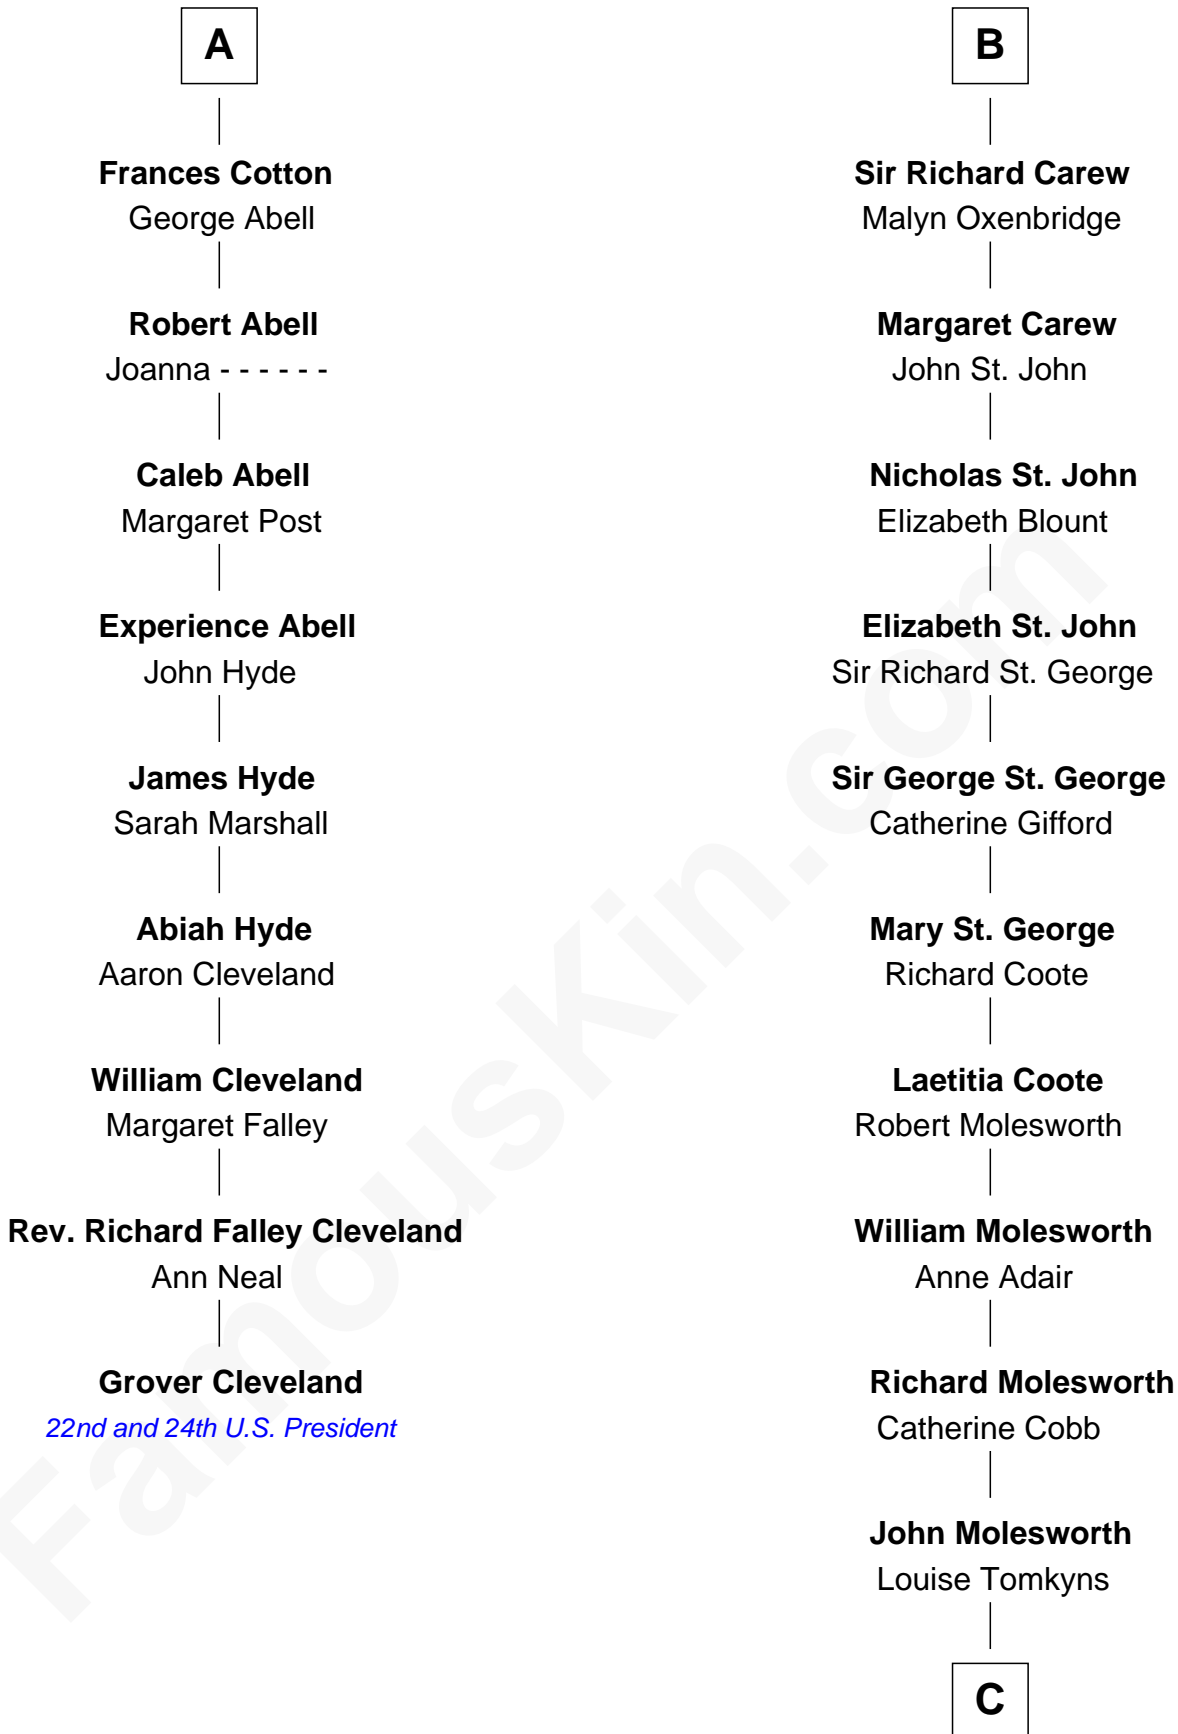 A
Frances Cotton
George Abell
Robert Abell
Joanna - - - - - -
Caleb Abell
Margaret Post
Experience Abell
John Hyde
James Hyde
Sarah Marshall
Abiah Hyde
Aaron Cleveland
William Cleveland
Margaret Falley
Rev. Richard Falley Cleveland
Ann Neal
Grover Cleveland
22nd and 24th U.S. President
B
Sir Richard Carew
Malyn Oxenbridge
Margaret Carew
John St. John
Nicholas St. John
Elizabeth Blount
Elizabeth St. John
Sir Richard St. George
Sir George St. George
Catherine Gifford
Mary St. George
Richard Coote
Laetitia Coote
Robert Molesworth
William Molesworth
Anne Adair
Richard Molesworth
Catherine Cobb
John Molesworth
Louise Tomkyns
C
FamousKin.com